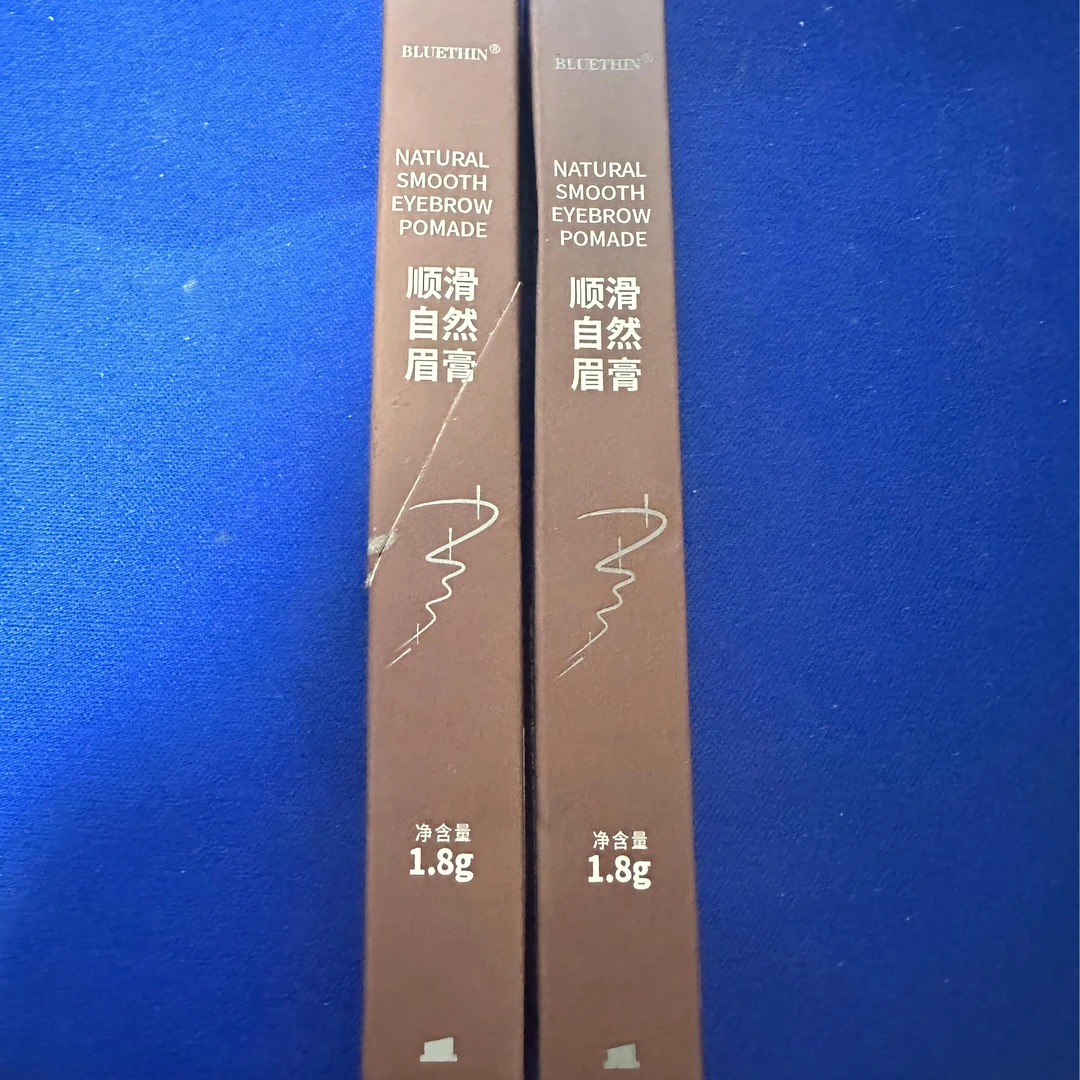 BLUETHIN®
NATURAL
SMOOTH
EYEBROW
POMADE
顺滑
自然
眉膏
净含量
1.8g
BLUETHIN®
NATURAL
SMOOTH
EYEBROW
POMADE
顺滑
自然
眉膏
净含量
1.8g